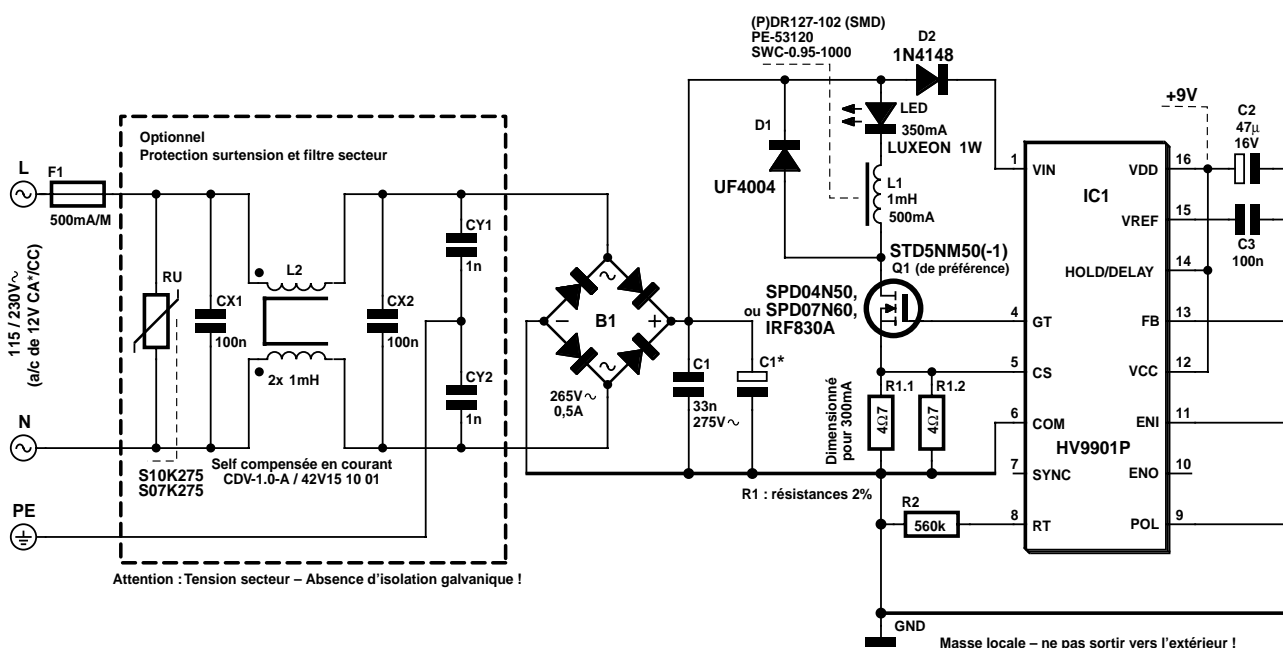 (P)DR127-102 (SMD)
PE-53120
SWC-0.95-1000
D2
1N4148
+9V
C2
47µ
16V
LED
350mA
LUXEON 1W
D1
UF4004
L1
1mH
500mA
Optionnel
Protection surtension et filtre secteur
L
F1
500mA/M
115 / 230V~
(a/c de 12V CA*/CC)
RU
CX1
100n
L2
2x 1mH
CX2
100n
CY1
1n
CY2
1n
N
S10K275
S07K275
Self compensée en courant
CDV-1.0-A / 42V15 10 01
PE
Attention : Tension secteur – Absence d'isolation galvanique !
B1
265V~
0,5A
C1
33n
275V~
C1*
STD5NM50(-1)
Q1 (de préférence)
SPD04N50,
ou SPD07N60,
IRF830A
Dimensionné
pour 300mA
R1.1
4Ω7
R1.2
4Ω7
R1 : résistances 2%
R2
560k
IC1
HV9901P
1 VIN
4 GT
5 CS
6 COM
7 SYNC
8 RT
VDD 16
VREF 15
HOLD/DELAY 14
FB 13
VCC 12
ENI 11
ENO 10
POL 9
C3
100n
GND
Masse locale – ne pas sortir vers l'extérieur !